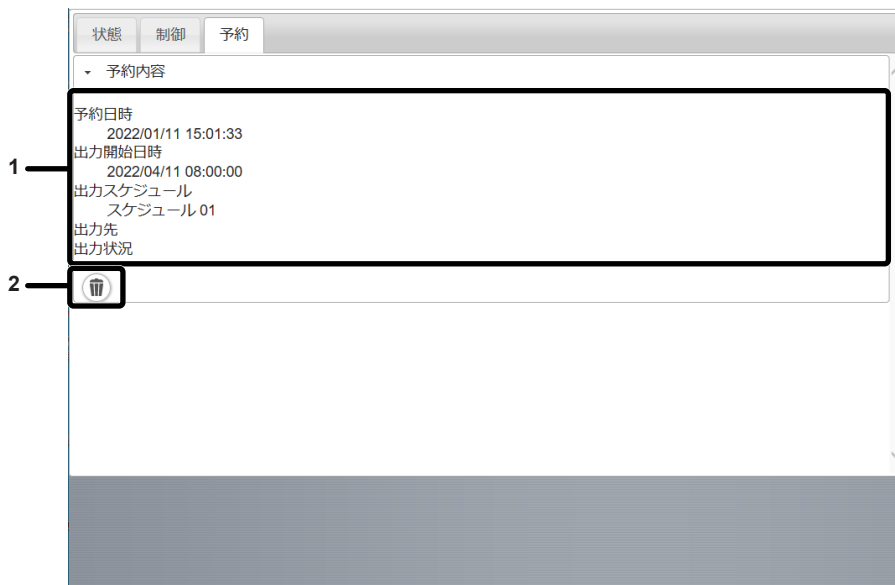 状態 制御 予約
予約内容
予約日時
2022/01/11 15:01:33
1
出力開始日時
2022/04/11 08:00:00
出力スケジュール
スケジュール 01
出力先
出力状況
2